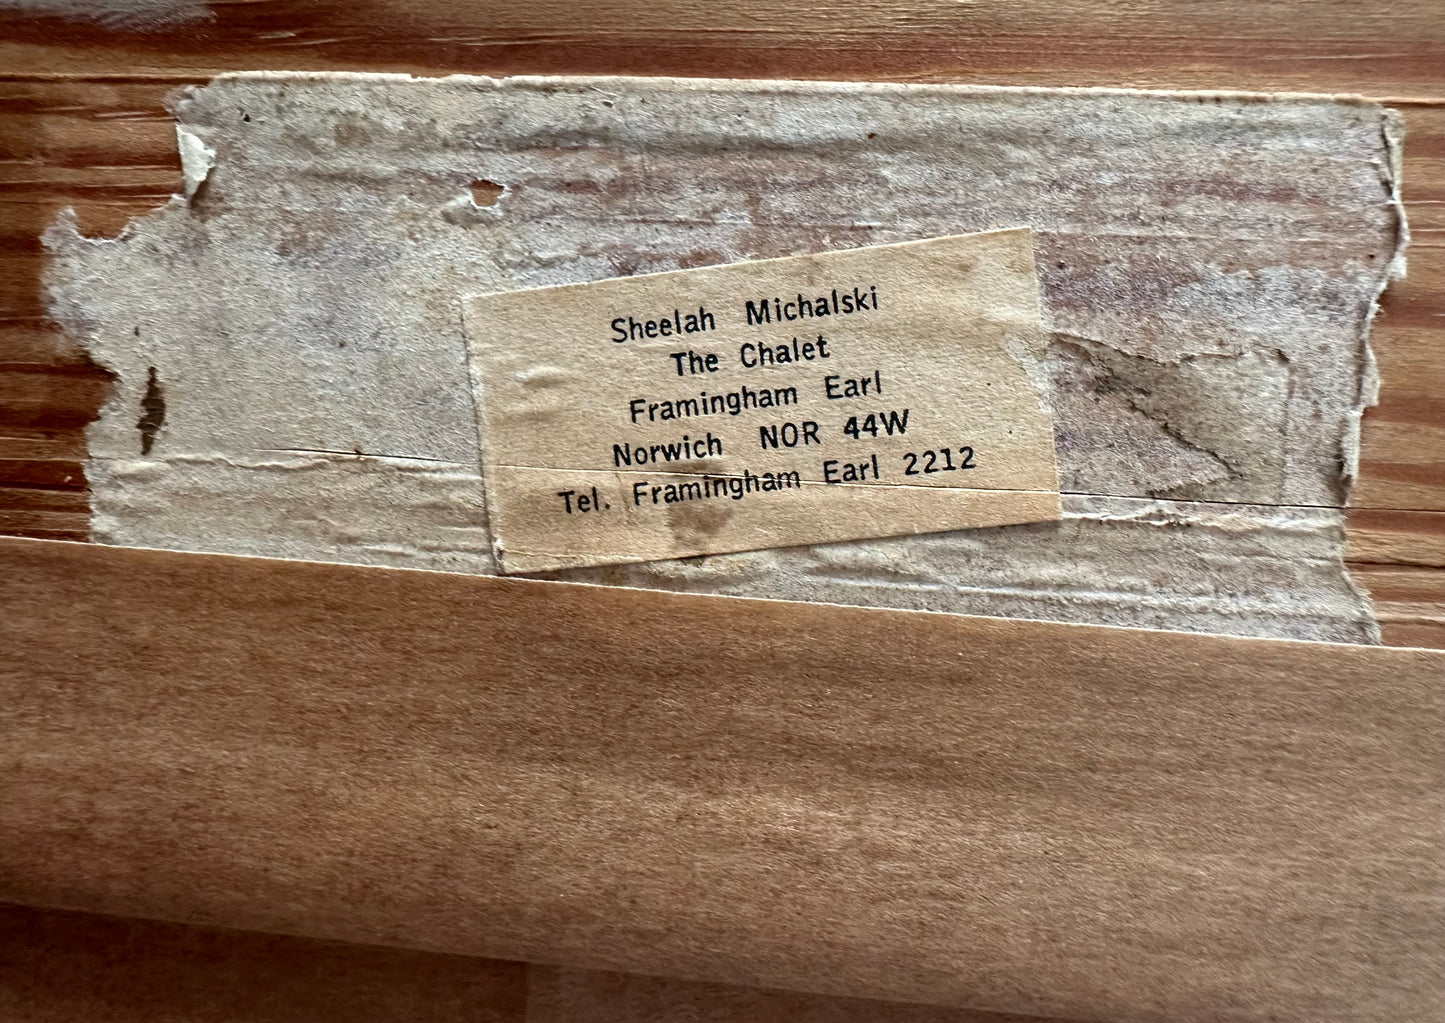 Sheelah Michalski
The Chalet
Framingham Earl
Norwich NOR 44W
Tel. Framingham Earl 2212